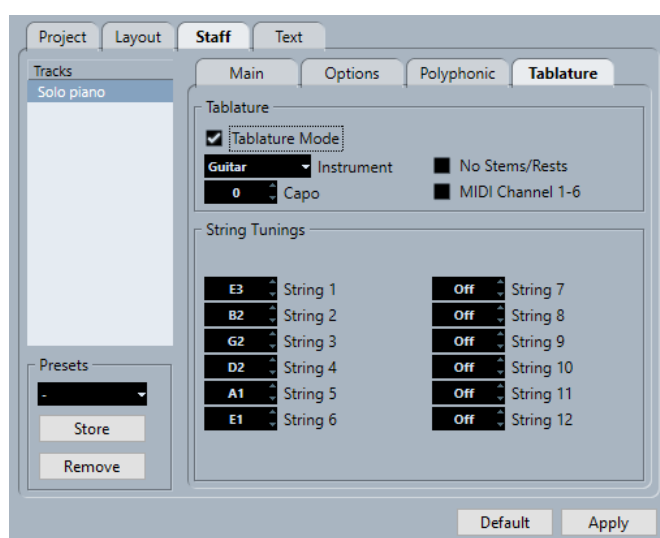 Project Layout Staff Text
Tracks
Solo piano
Main Options Polyphonic Tablature
Tablature
Tablature Mode
Guitar Instrument No Stems/Rests
0 Capo MIDI Channel 1-6
String Tunings
E3 String 1 Off String 7
B2 String 2 Off String 8
G2 String 3 Off String 9
D2 String 4 Off String 10
A1 String 5 Off String 11
E1 String 6 Off String 12
Presets
-
Store
Remove
Default Apply